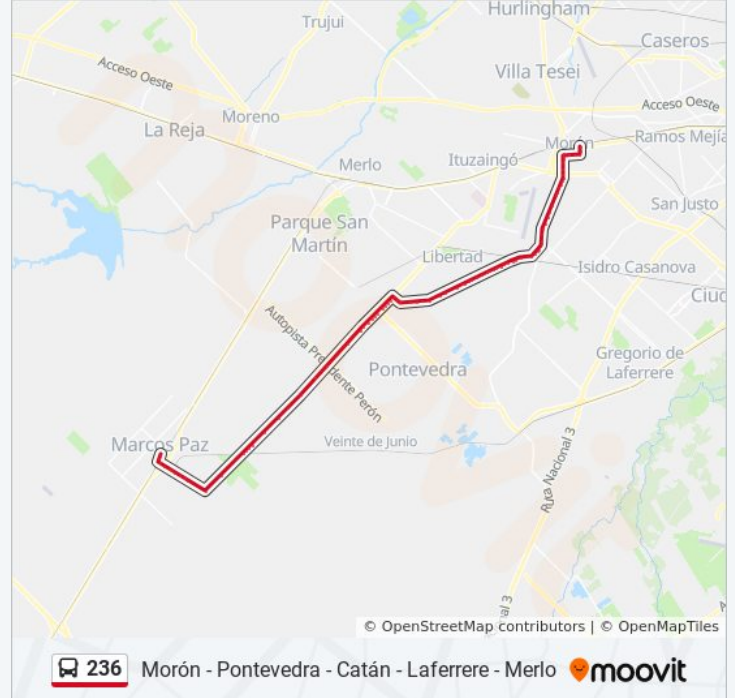 Hurlingham
Trujui
Caseros
Villa Tesei
Acceso Oeste
Acceso Oeste
Moreno
La Reja
Morón
Ramos Mejía
Merlo
Ituzaingó
San Justo
Parque San
Martín
Libertad
Isidro Casanova
Ciud
Autopista Presidente Perón
Gregorio de
Laferrere
Pontevedra
Marcos Paz
Veinte de Junio
Ruta Nacional 3
nal 3
© OpenStreetMap contributors | © OpenMapTiles
236 Morón - Pontevedra - Catán - Laferrere - Merlo moovit